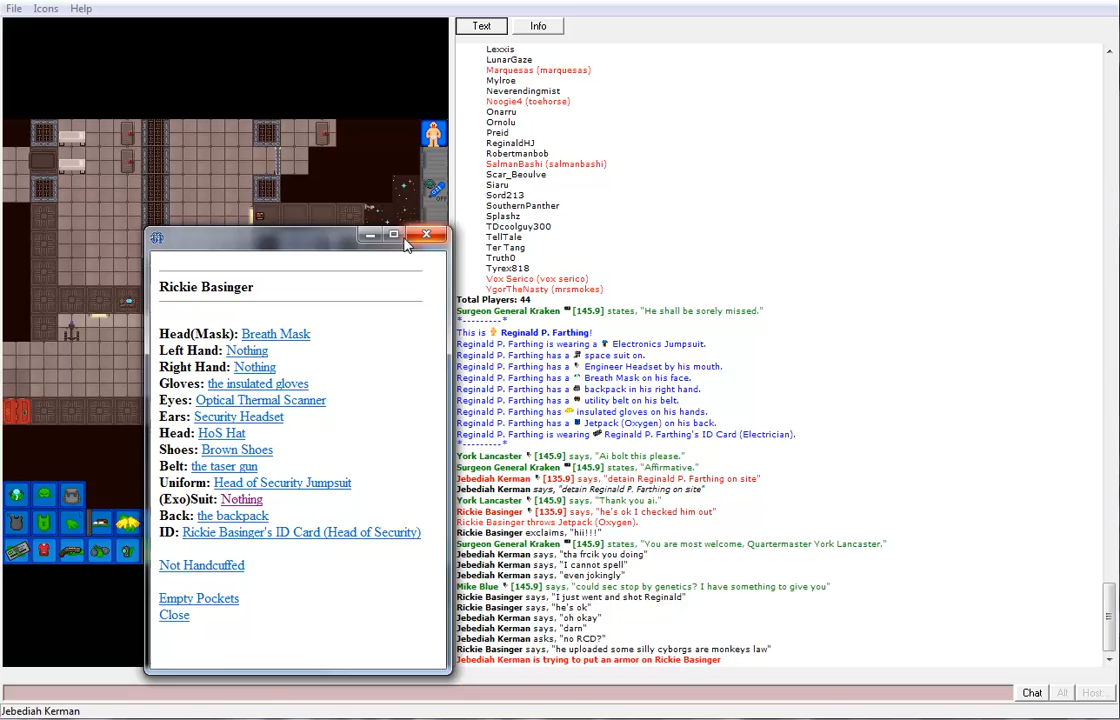 File Icons Help
Text Info
Lexxis
LunarGaze
Marquesas (marquesas)
Mylroe
Neverendingmist
Noogie4 (toehorse)
Onarru
Ornolu
Preid
ReginaldHJ
Robertmanbob
SalmanBashi (salmanbashi)
Scar_Beoulve
Siaru
Sord213
SouthernPanther
Splashz
TDcoolguy300
TellTale
Ter Tang
Truth0
Tyrex818
Vox Serico (vox serico)
YgorTheNasty (mrsmokes)
Total Players: 44
Surgeon General Kraken [145.9] states, "He shall be sorely missed."
*---------*
This is Reginald P. Farthing!
Reginald P. Farthing is wearing a Electronics Jumpsuit.
Reginald P. Farthing has a space suit on.
Reginald P. Farthing has a Engineer Headset by his mouth.
Reginald P. Farthing has a Breath Mask on his face.
Reginald P. Farthing has a backpack in his right hand.
Reginald P. Farthing has a utility belt on his belt.
Reginald P. Farthing has insulated gloves on his hands.
Reginald P. Farthing has a Jetpack (Oxygen) on his back.
Reginald P. Farthing is wearing Reginald P. Farthing's ID Card (Electrician).
*---------*
York Lancaster [145.9] says, "Ai bolt this please."
Surgeon General Kraken [145.9] states, "Affirmative."
Jebediah Kerman [135.9] says, "detain Reginald P. Farthing on site"
Jebediah Kerman says, "detain Reginald P. Farthing on site"
York Lancaster [145.9] says, "Thank you ai."
Rickie Basinger [135.9] says, "he's ok I checked him out"
Rickie Basinger throws Jetpack (Oxygen).
Rickie Basinger exclaims, "hii!!!"
Surgeon General Kraken [145.9] states, "You are most welcome, Quartermaster York Lancaster."
Jebediah Kerman says, "tha frcik you doing"
Jebediah Kerman says, "I cannot spell"
Jebediah Kerman says, "even jokingly"
Mike Blue [145.9] says, "could sec stop by genetics? I have something to give you"
Rickie Basinger says, "I just went and shot Reginald"
Rickie Basinger says, "he's ok"
Jebediah Kerman says, "oh okay"
Jebediah Kerman says, "darn"
Jebediah Kerman asks, "no RCD?"
Rickie Basinger says, "he uploaded some silly cyborgs are monkeys law"
Jebediah Kerman is trying to put an armor on Rickie Basinger
OFF
Rickie Basinger
Head(Mask): Breath Mask
Left Hand: Nothing
Right Hand: Nothing
Gloves: the insulated gloves
Eyes: Optical Thermal Scanner
Ears: Security Headset
Head: HoS Hat
Shoes: Brown Shoes
Belt: the taser gun
Uniform: Head of Security Jumpsuit
(Exo)Suit: Nothing
Back: the backpack
ID: Rickie Basinger's ID Card (Head of Security)
Not Handcuffed
Empty Pockets
Close
Chat Alt Host...
Jebediah Kerman